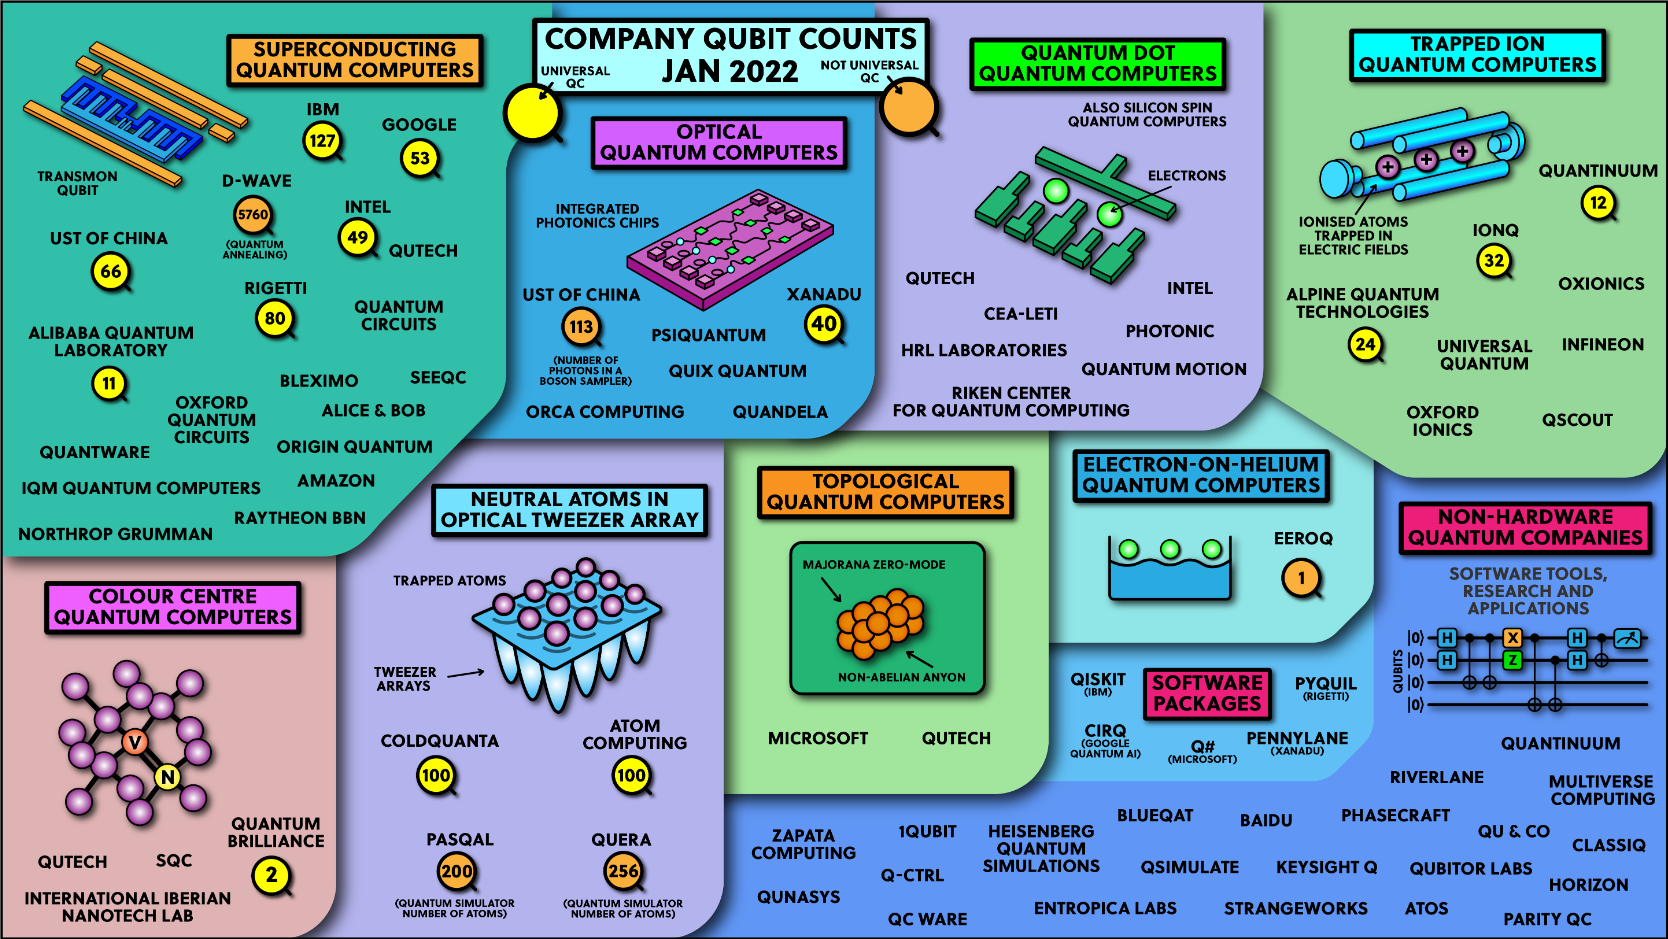 COMPANY QUBIT COUNTS
JAN 2022
UNIVERSAL
QC
NOT UNIVERSAL
QC
SUPERCONDUCTING
QUANTUM COMPUTERS
TRANSMON
QUBIT
IBM
127
GOOGLE
53
D-WAVE
5760
(QUANTUM
ANNEALING)
INTEL
49
QUTECH
UST OF CHINA
66
RIGETTI
80
QUANTUM
CIRCUITS
ALIBABA QUANTUM
LABORATORY
11
BLEXIMO
SEEQC
OXFORD
QUANTUM
CIRCUITS
ALICE & BOB
QUANTWARE
ORIGIN QUANTUM
IQM QUANTUM COMPUTERS
AMAZON
NORTHROP GRUMMAN
RAYTHEON BBN
OPTICAL
QUANTUM COMPUTERS
INTEGRATED
PHOTONICS CHIPS
UST OF CHINA
113
(NUMBER OF
PHOTONS IN A
BOSON SAMPLER)
XANADU
40
PSIQUANTUM
QUIX QUANTUM
ORCA COMPUTING
QUANDELA
QUANTUM DOT
QUANTUM COMPUTERS
ALSO SILICON SPIN
QUANTUM COMPUTERS
ELECTRONS
QUTECH
INTEL
CEA-LETI
PHOTONIC
HRL LABORATORIES
QUANTUM MOTION
RIKEN CENTER
FOR QUANTUM COMPUTING
TRAPPED ION
QUANTUM COMPUTERS
+
+
+
IONISED ATOMS
TRAPPED IN
ELECTRIC FIELDS
QUANTINUUM
12
IONQ
32
OXIONICS
ALPINE QUANTUM
TECHNOLOGIES
24
UNIVERSAL
QUANTUM
INFINEON
OXFORD
IONICS
QSCOUT
COLOUR CENTRE
QUANTUM COMPUTERS
V
N
QUANTUM
BRILLIANCE
2
QUTECH
SQC
INTERNATIONAL IBERIAN
NANOTECH LAB
NEUTRAL ATOMS IN
OPTICAL TWEEZER ARRAY
TRAPPED ATOMS
TWEEZER
ARRAYS
COLDQUANTA
100
ATOM
COMPUTING
100
PASQAL
200
(QUANTUM SIMULATOR
NUMBER OF ATOMS)
QUERA
256
(QUANTUM SIMULATOR
NUMBER OF ATOMS)
TOPOLOGICAL
QUANTUM COMPUTERS
MAJORANA ZERO-MODE
NON-ABELIAN ANYON
MICROSOFT
QUTECH
ELECTRON-ON-HELIUM
QUANTUM COMPUTERS
EEROQ
1
SOFTWARE
PACKAGES
QISKIT
(IBM)
PYQUIL
(RIGETTI)
CIRQ
(GOOGLE
QUANTUM AI)
Q#
(MICROSOFT)
PENNYLANE
(XANADU)
NON-HARDWARE
QUANTUM COMPANIES
SOFTWARE TOOLS,
RESEARCH AND
APPLICATIONS
QUBITS
|0⟩ H X H
|0⟩ H Z H
|0⟩
|0⟩
QUANTINUUM
RIVERLANE
MULTIVERSE
COMPUTING
BLUEQAT
BAIDU
PHASECRAFT
ZAPATA
COMPUTING
1QUBIT
HEISENBERG
QUANTUM
SIMULATIONS
QU & CO
CLASSIQ
Q-CTRL
QSIMULATE
KEYSIGHT Q
QUBITOR LABS
HORIZON
QUNASYS
QC WARE
ENTROPICA LABS
STRANGEWORKS
ATOS
PARITY QC